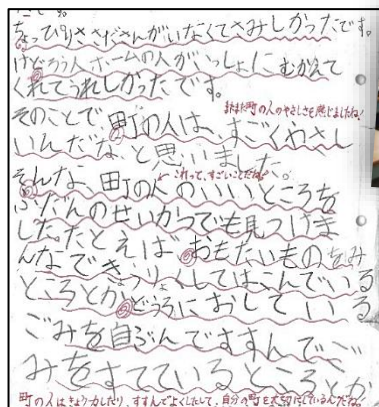 ちょっぴりささださんがいなくてさみしかったです。
けどろう人ホームの人がいっしょにむかえて
くれてうれしかったです。
またまた町の人のやさしさを感じましたね!
そのことで町の人は、すごくやさし
いんだな、と思いました。
これって、すごいことだね!
そんな、町の人のいいところを
ふだんのせいかつでも見つけま
した。たとえば、おもたいものをみ
んなできょうりょくしてはこんでいる
ところとか、どうろにおしている
ごみを自ぶんですすんでご
みをすてているところとか
町の人はきょう力したり、すすんでよくしたして、自分の町を大切にしているんだね。